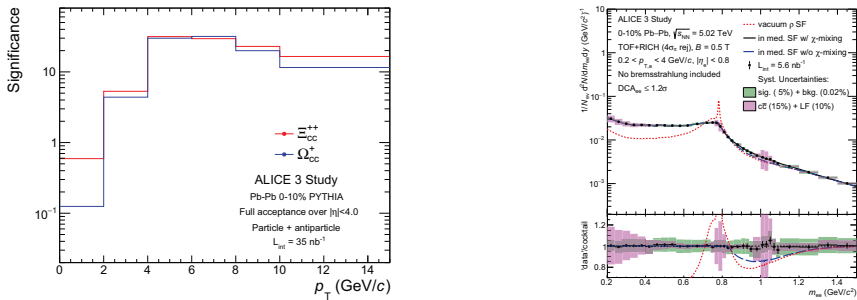 Significance
10
1
10⁻¹
Ξcc++
Ωcc+
ALICE 3 Study
Pb-Pb 0-10% PYTHIA
Full acceptance over |η|<4.0
Particle + antiparticle
L_int = 35 nb⁻¹
0 2 4 6 8 10 12 14
p_T (GeV/c)
1/N_ev d²N/dm_ee dy (GeV/c²)⁻¹
ALICE 3 Study
0-10% Pb–Pb, √s_NN = 5.02 TeV
TOF+RICH (4σ_π rej), B = 0.5 T
0.2 < p_T,e < 4 GeV/c, |η_e| < 0.8
No bremsstrahlung included
DCA_ee ≤ 1.2σ
vacuum ρ SF
in med. SF w/ χ-mixing
in med. SF w/o χ-mixing
L_int = 5.6 nb⁻¹
Syst. Uncertainties:
sig. ( 5%) + bkg. (0.02%)
cc̄ (15%) + LF (10%)
10
1
10⁻¹
10⁻²
10⁻³
'data'/cocktail
1.2
1
0.8
0.2 0.4 0.6 0.8 1.0 1.2 1.4
m_ee (GeV/c²)